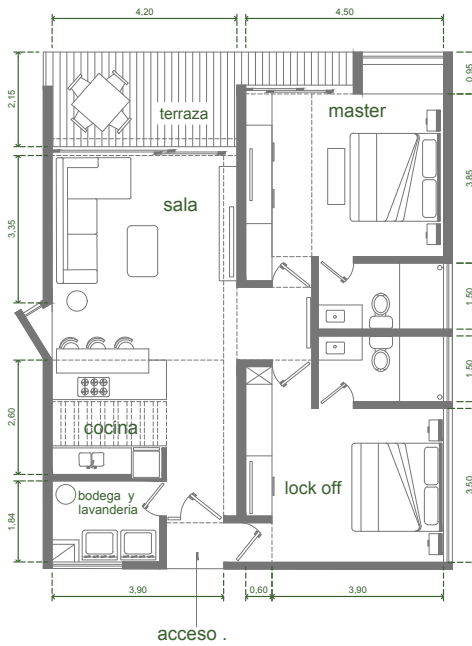 4,20
4,50
2,15
0,95
terraza
master
3,85
sala
3,35
1,50
1,50
2,60
cocina
lock off
3,50
bodega y
lavanderia
1,84
3,90
0,60
3,90
acceso .